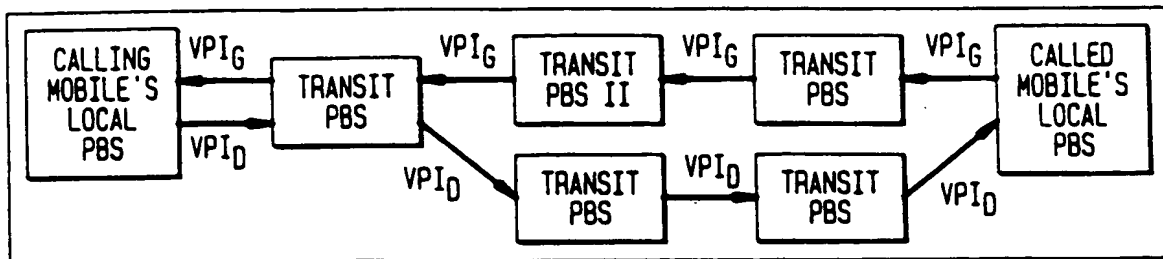 CALLING
MOBILE'S
LOCAL
PBS
VPIG
VPID
TRANSIT
PBS
VPIG
VPID
TRANSIT
PBS II
VPIG
TRANSIT
PBS
VPIG
CALLED
MOBILE'S
LOCAL
PBS
TRANSIT
PBS
VPID
TRANSIT
PBS
VPID